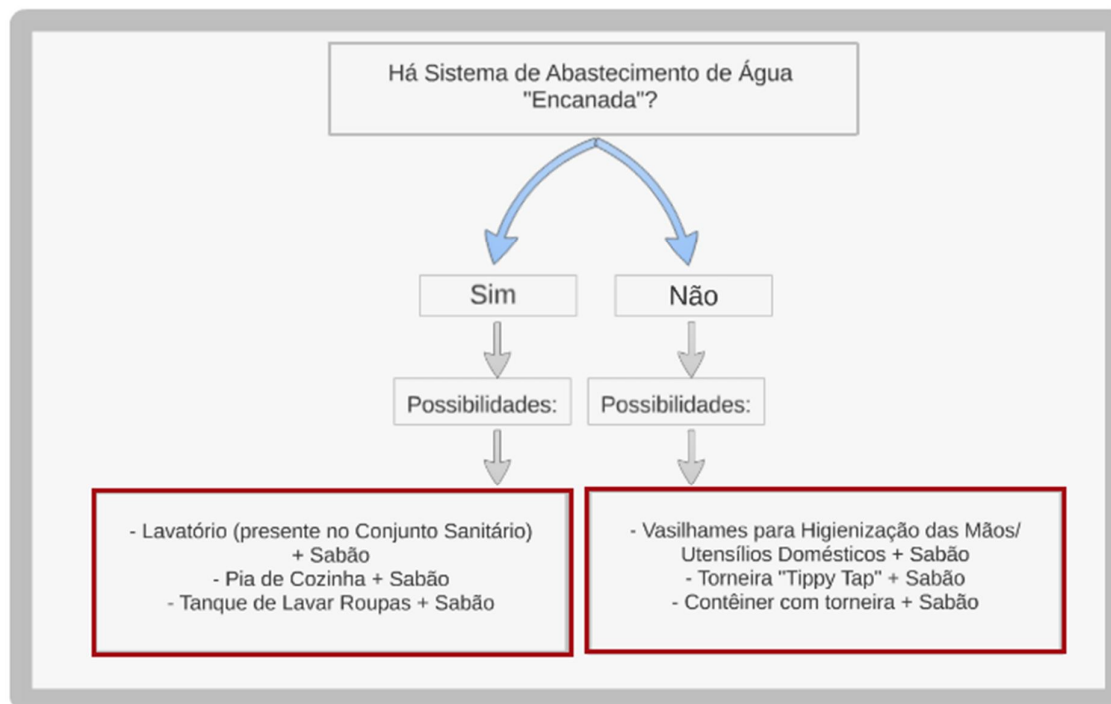 Há Sistema de Abastecimento de Água
"Encanada"?
Sim
Não
Possibilidades:
Possibilidades:
- Lavatório (presente no Conjunto Sanitário)
+ Sabão
- Pia de Cozinha + Sabão
- Tanque de Lavar Roupas + Sabão
- Vasilhames para Higienização das Mãos/
Utensílios Domésticos + Sabão
- Torneira "Tippy Tap" + Sabão
- Contêiner com torneira + Sabão